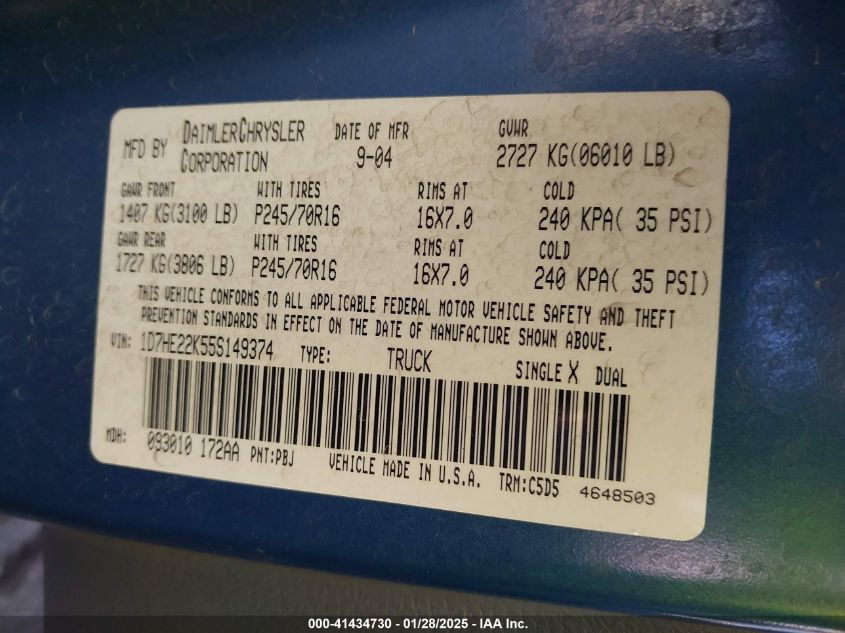 MFD BY DAIMLERCHRYSLER CORPORATION DATE OF MFR 9-04 GVWR 2727 KG(06010 LB)
GAWR FRONT WITH TIRES RIMS AT COLD
1407 KG(3100 LB) P245/70R16 16X7.0 240 KPA( 35 PSI)
GAWR REAR WITH TIRES RIMS AT COLD
1727 KG(3806 LB) P245/70R16 16X7.0 240 KPA( 35 PSI)
THIS VEHICLE CONFORMS TO ALL APPLICABLE FEDERAL MOTOR VEHICLE SAFETY AND THEFT
PREVENTION STANDARDS IN EFFECT ON THE DATE OF MANUFACTURE SHOWN ABOVE.
VIN: 1D7HE22K55S149374 TYPE: TRUCK SINGLE X DUAL
MDH: 093010 172AA PNT:PBJ VEHICLE MADE IN U.S.A. TRM:C5D5 4648503
000-41434730 - 01/28/2025 - IAA Inc.